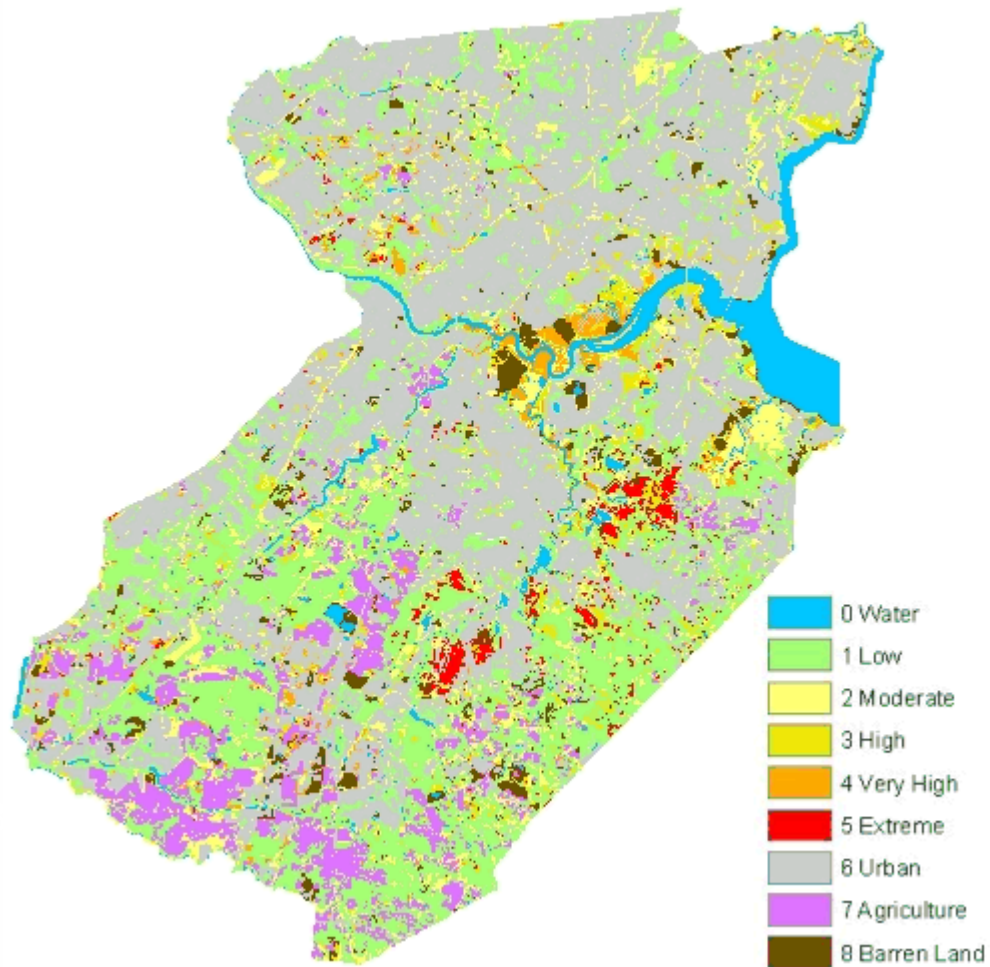 0 Water
1 Low
2 Moderate
3 High
4 Very High
5 Extreme
6 Urban
7 Agriculture
8 Barren Land